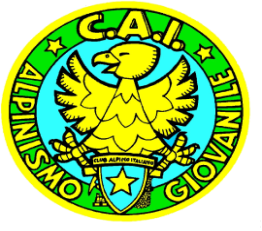 C.A.I.
ALPINISMO GIOVANILE
CLUB ALPINO ITALIANO